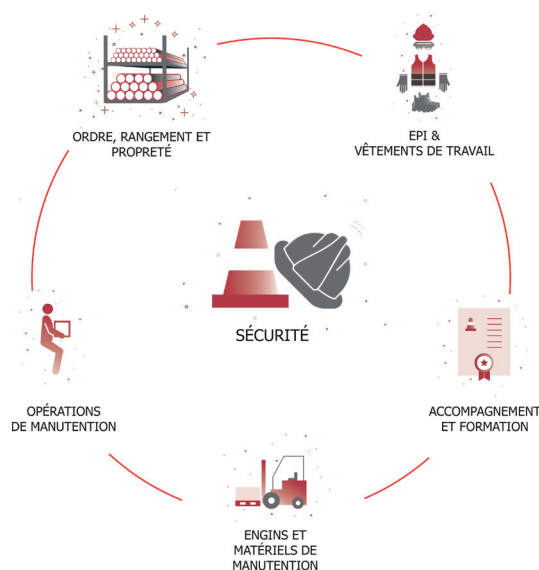 ORDRE, RANGEMENT ET
PROPRETÉ
EPI &
VÊTEMENTS DE TRAVAIL
SÉCURITÉ
OPÉRATIONS
DE MANUTENTION
ACCOMPAGNEMENT
ET FORMATION
ENGINS ET
MATÉRIELS DE
MANUTENTION